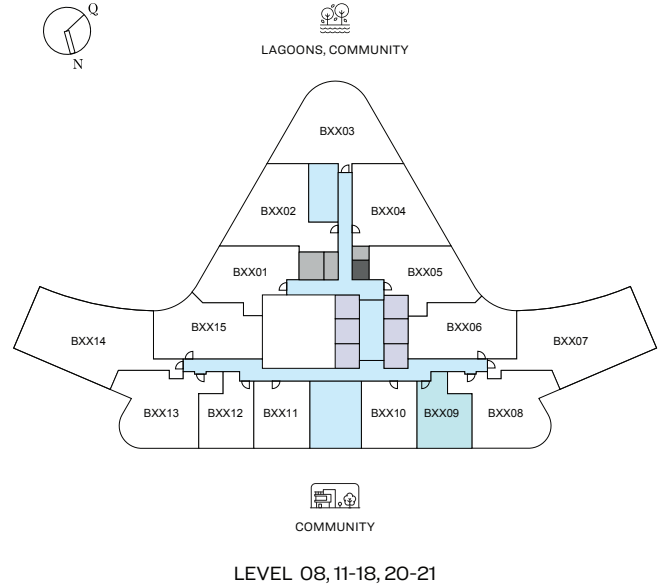 Q
N
LAGOONS, COMMUNITY
BXX03
BXX02
BXX04
BXX01
BXX05
BXX14
BXX15
BXX06
BXX07
BXX13
BXX12
BXX11
BXX10
BXX09
BXX08
COMMUNITY
LEVEL 08, 11-18, 20-21